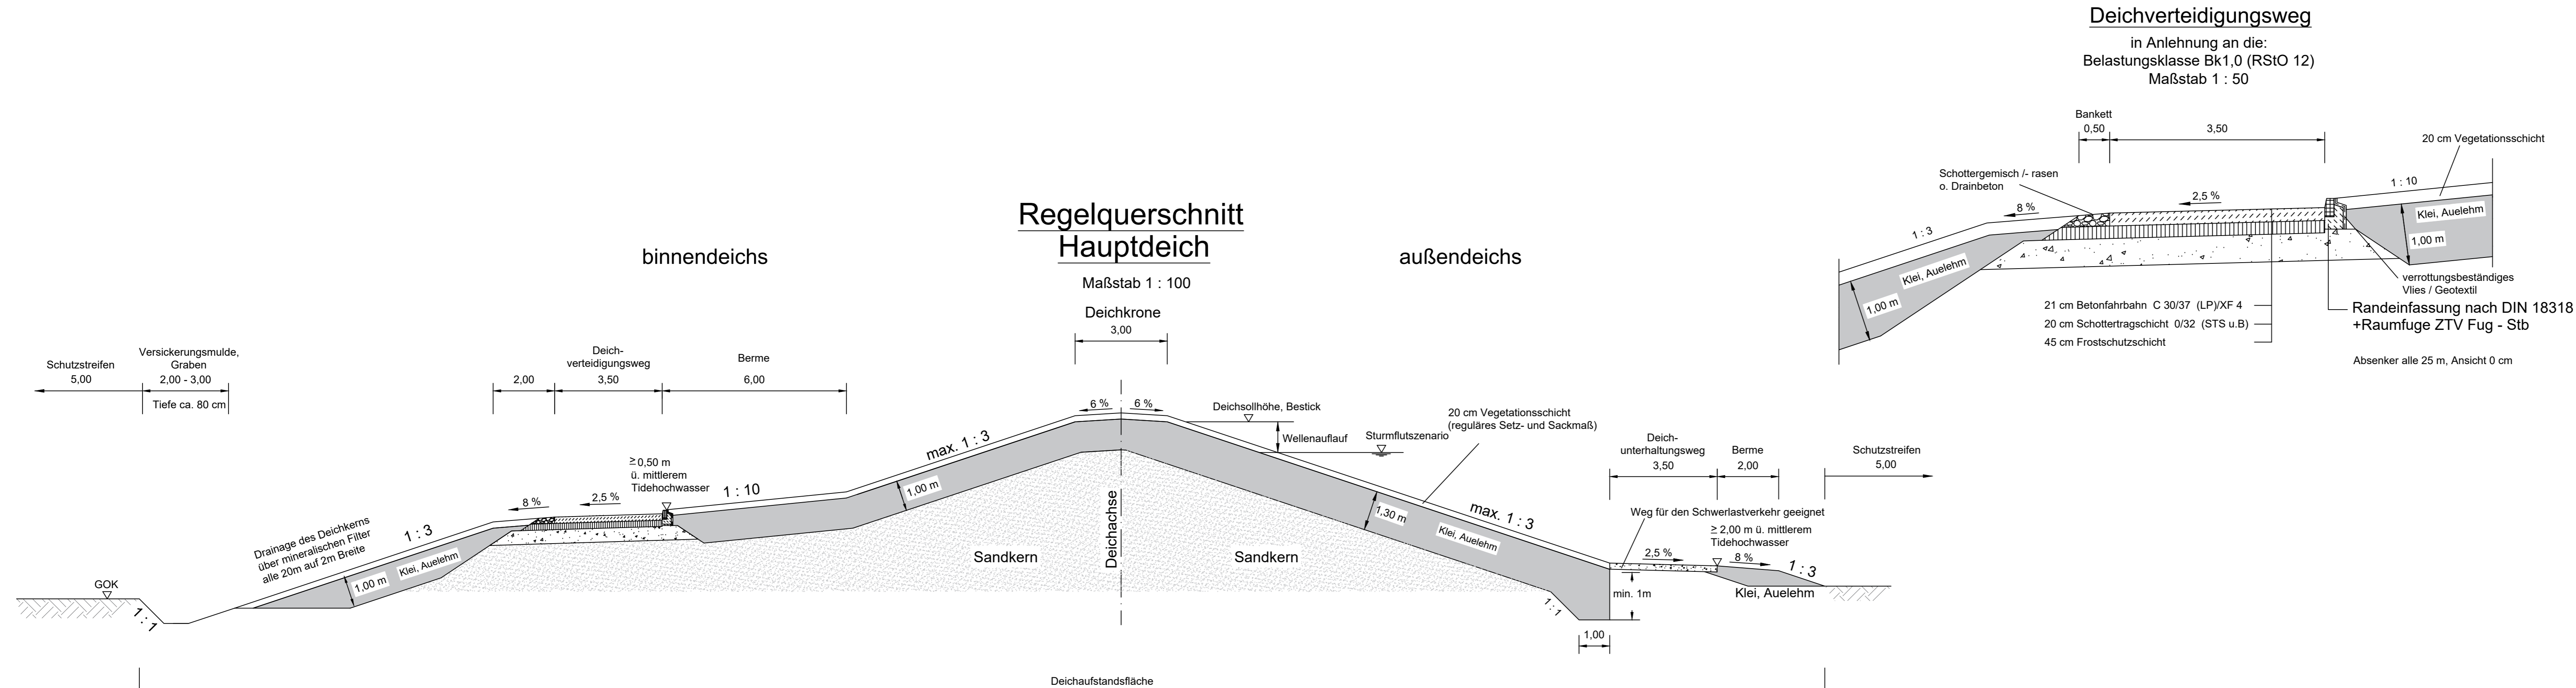 Deichverteidigungsweg
in Anlehnung an die:
Belastungsklasse Bk1,0 (RStO 12)
Maßstab 1 : 50
Bankett
0,50
3,50
20 cm Vegetationsschicht
Schottergemisch /- rasen
o. Drainbeton
1 : 10
2,5 %
8 %
1 : 3
Klei, Auelehm
1,00 m
Klei, Auelehm
1,00 m
verrottungsbeständiges
Vlies / Geotextil
21 cm Betonfahrbahn C 30/37 (LP)/XF 4
20 cm Schottertragschicht 0/32 (STS u.B)
45 cm Frostschutzschicht
Randeinfassung nach DIN 18318
+Raumfuge ZTV Fug - Stb
Absenker alle 25 m, Ansicht 0 cm
Regelquerschnitt
Hauptdeich
Maßstab 1 : 100
binnendeichs
außendeichs
Deichkrone
3,00
Schutzstreifen
5,00
Versickerungsmulde,
Graben
2,00 - 3,00
Tiefe ca. 80 cm
2,00
Deich-
verteidigungsweg
3,50
Berme
6,00
6 %
6 %
Deichsollhöhe, Bestick
Wellenauflauf
Sturmflutszenario
20 cm Vegetationsschicht
(reguläres Setz- und Sackmaß)
Deich-
unterhaltungsweg
3,50
Berme
2,00
Schutzstreifen
5,00
max. 1 : 3
≥ 0,50 m
ü. mittlerem
Tidehochwasser
1 : 10
8 %
2,5 %
1,00 m
1,30 m
Klei, Auelehm
max. 1 : 3
Weg für den Schwerlastverkehr geeignet
≥ 2,00 m ü. mittlerem
Tidehochwasser
2,5 %
8 %
1 : 3
Drainage des Deichkerns
über mineralischen Filter
alle 20m auf 2m Breite
1 : 3
Klei, Auelehm
1,00 m
Sandkern
Deichachse
Sandkern
GOK
1 : 1
1 : 1
min. 1m
Klei, Auelehm
1,00
Deichaufstandsfläche